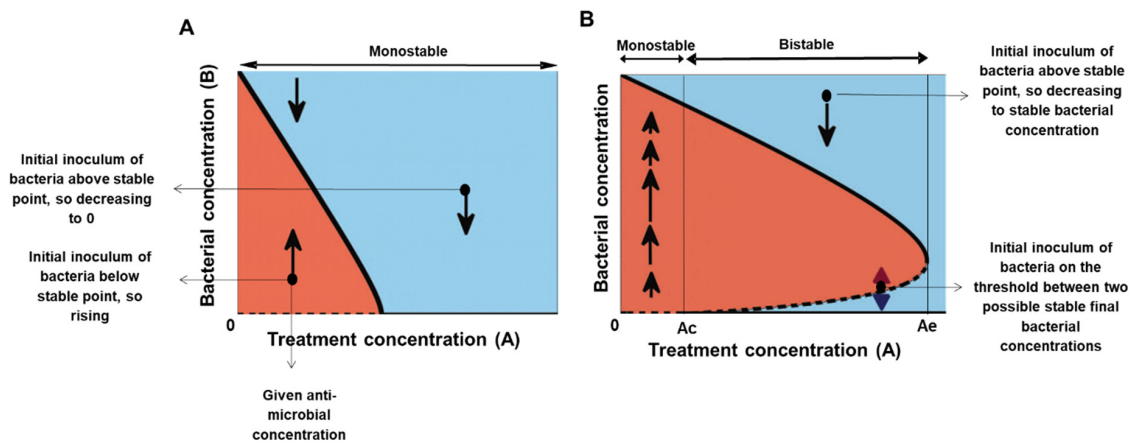 A
Monostable
Bacterial concentration (B)
Initial inoculum of
bacteria above stable
point, so decreasing
to 0
Initial inoculum of
bacteria below
stable point, so
rising
0
Treatment concentration (A)
Given anti-
microbial
concentration
B
Monostable
Bistable
Bacterial concentration
0
Ac
Ae
Treatment concentration (A)
Initial inoculum of
bacteria above stable
point, so decreasing
to stable bacterial
concentration
Initial inoculum of
bacteria on the
threshold between two
possible stable final
bacterial
concentrations